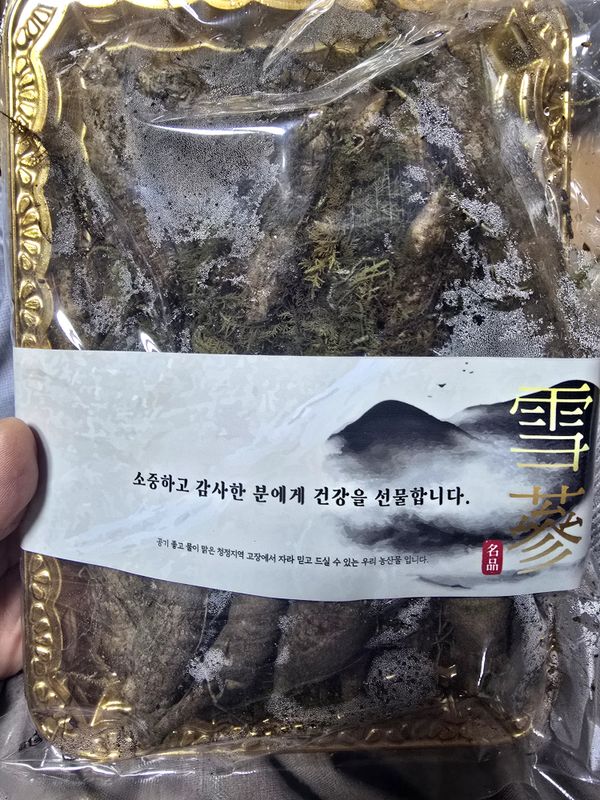 소중하고 감사한 분에게 건강을 선물합니다.
공기 좋고 물이 맑은 청정지역 고장에서 자라 믿고 드실 수 있는 우리 농산물 입니다.
雪蔘
名品